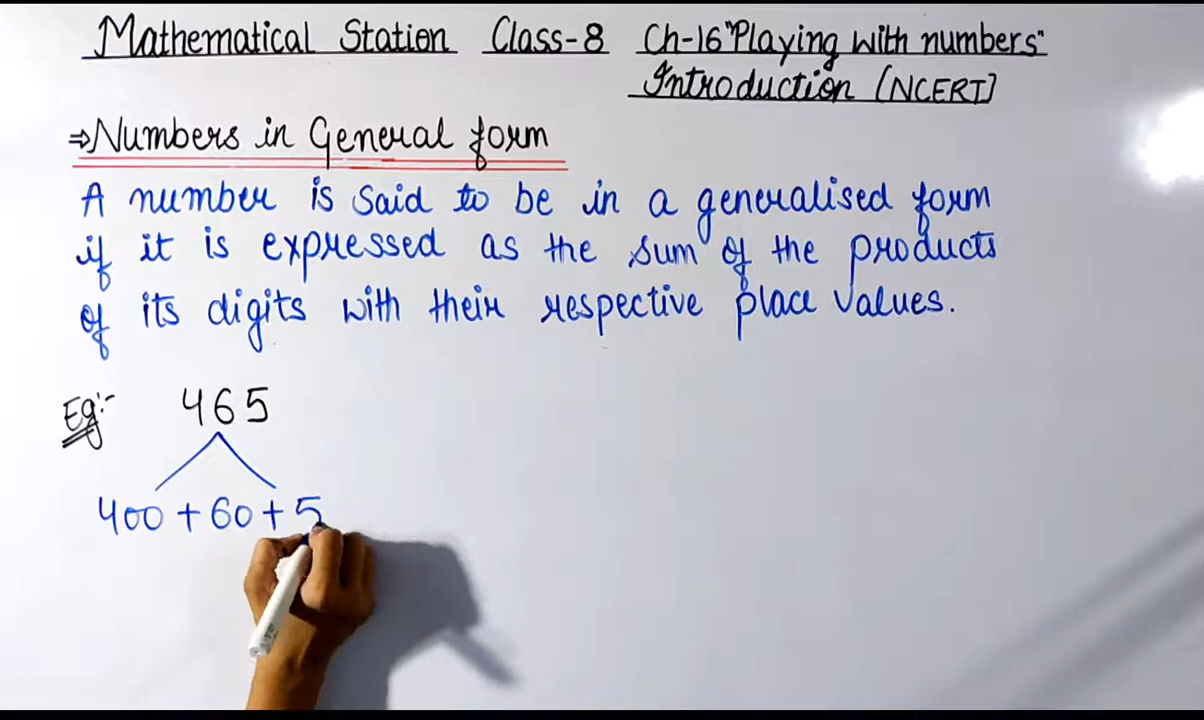 Mathematical Station Class-8 Ch-16 "Playing with numbers"
Introduction (NCERT)
⇒Numbers in General form
A number is said to be in a generalised form
if it is expressed as the sum of the products
of its digits with their respective place values.
Eg:- 465
400 + 60 + 5